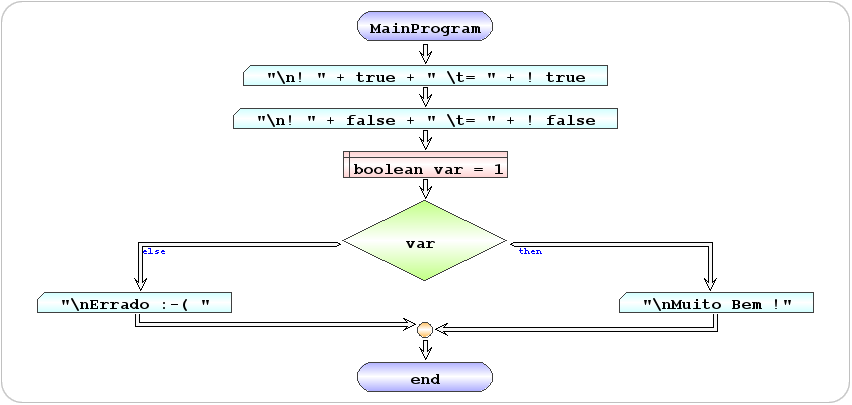 MainProgram
"\n! " + true + " \t= " + ! true
"\n! " + false + " \t= " + ! false
boolean var = 1
var
else
then
"\nErrado :-( "
"\nMuito Bem !"
end